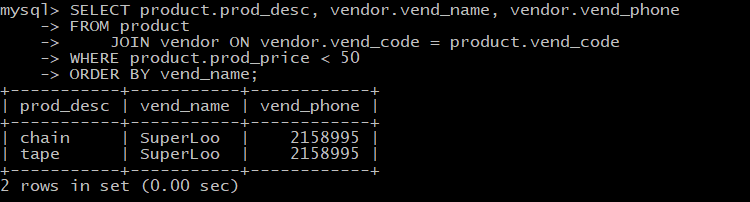 mysql> SELECT product.prod_desc, vendor.vend_name, vendor.vend_phone
    -> FROM product
    ->     JOIN vendor ON vendor.vend_code = product.vend_code
    -> WHERE product.prod_price < 50
    -> ORDER BY vend_name;
+-----------+-----------+------------+
| prod_desc | vend_name | vend_phone |
+-----------+-----------+------------+
| chain     | SuperLoo  |    2158995 |
| tape      | SuperLoo  |    2158995 |
+-----------+-----------+------------+
2 rows in set (0.00 sec)